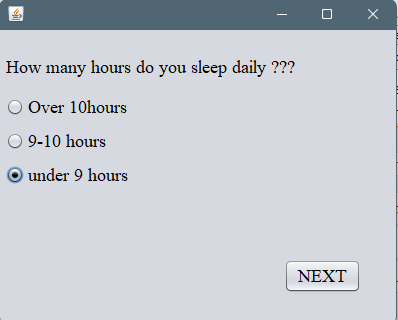 How many hours do you sleep daily ???
Over 10hours
9-10 hours
under 9 hours
NEXT